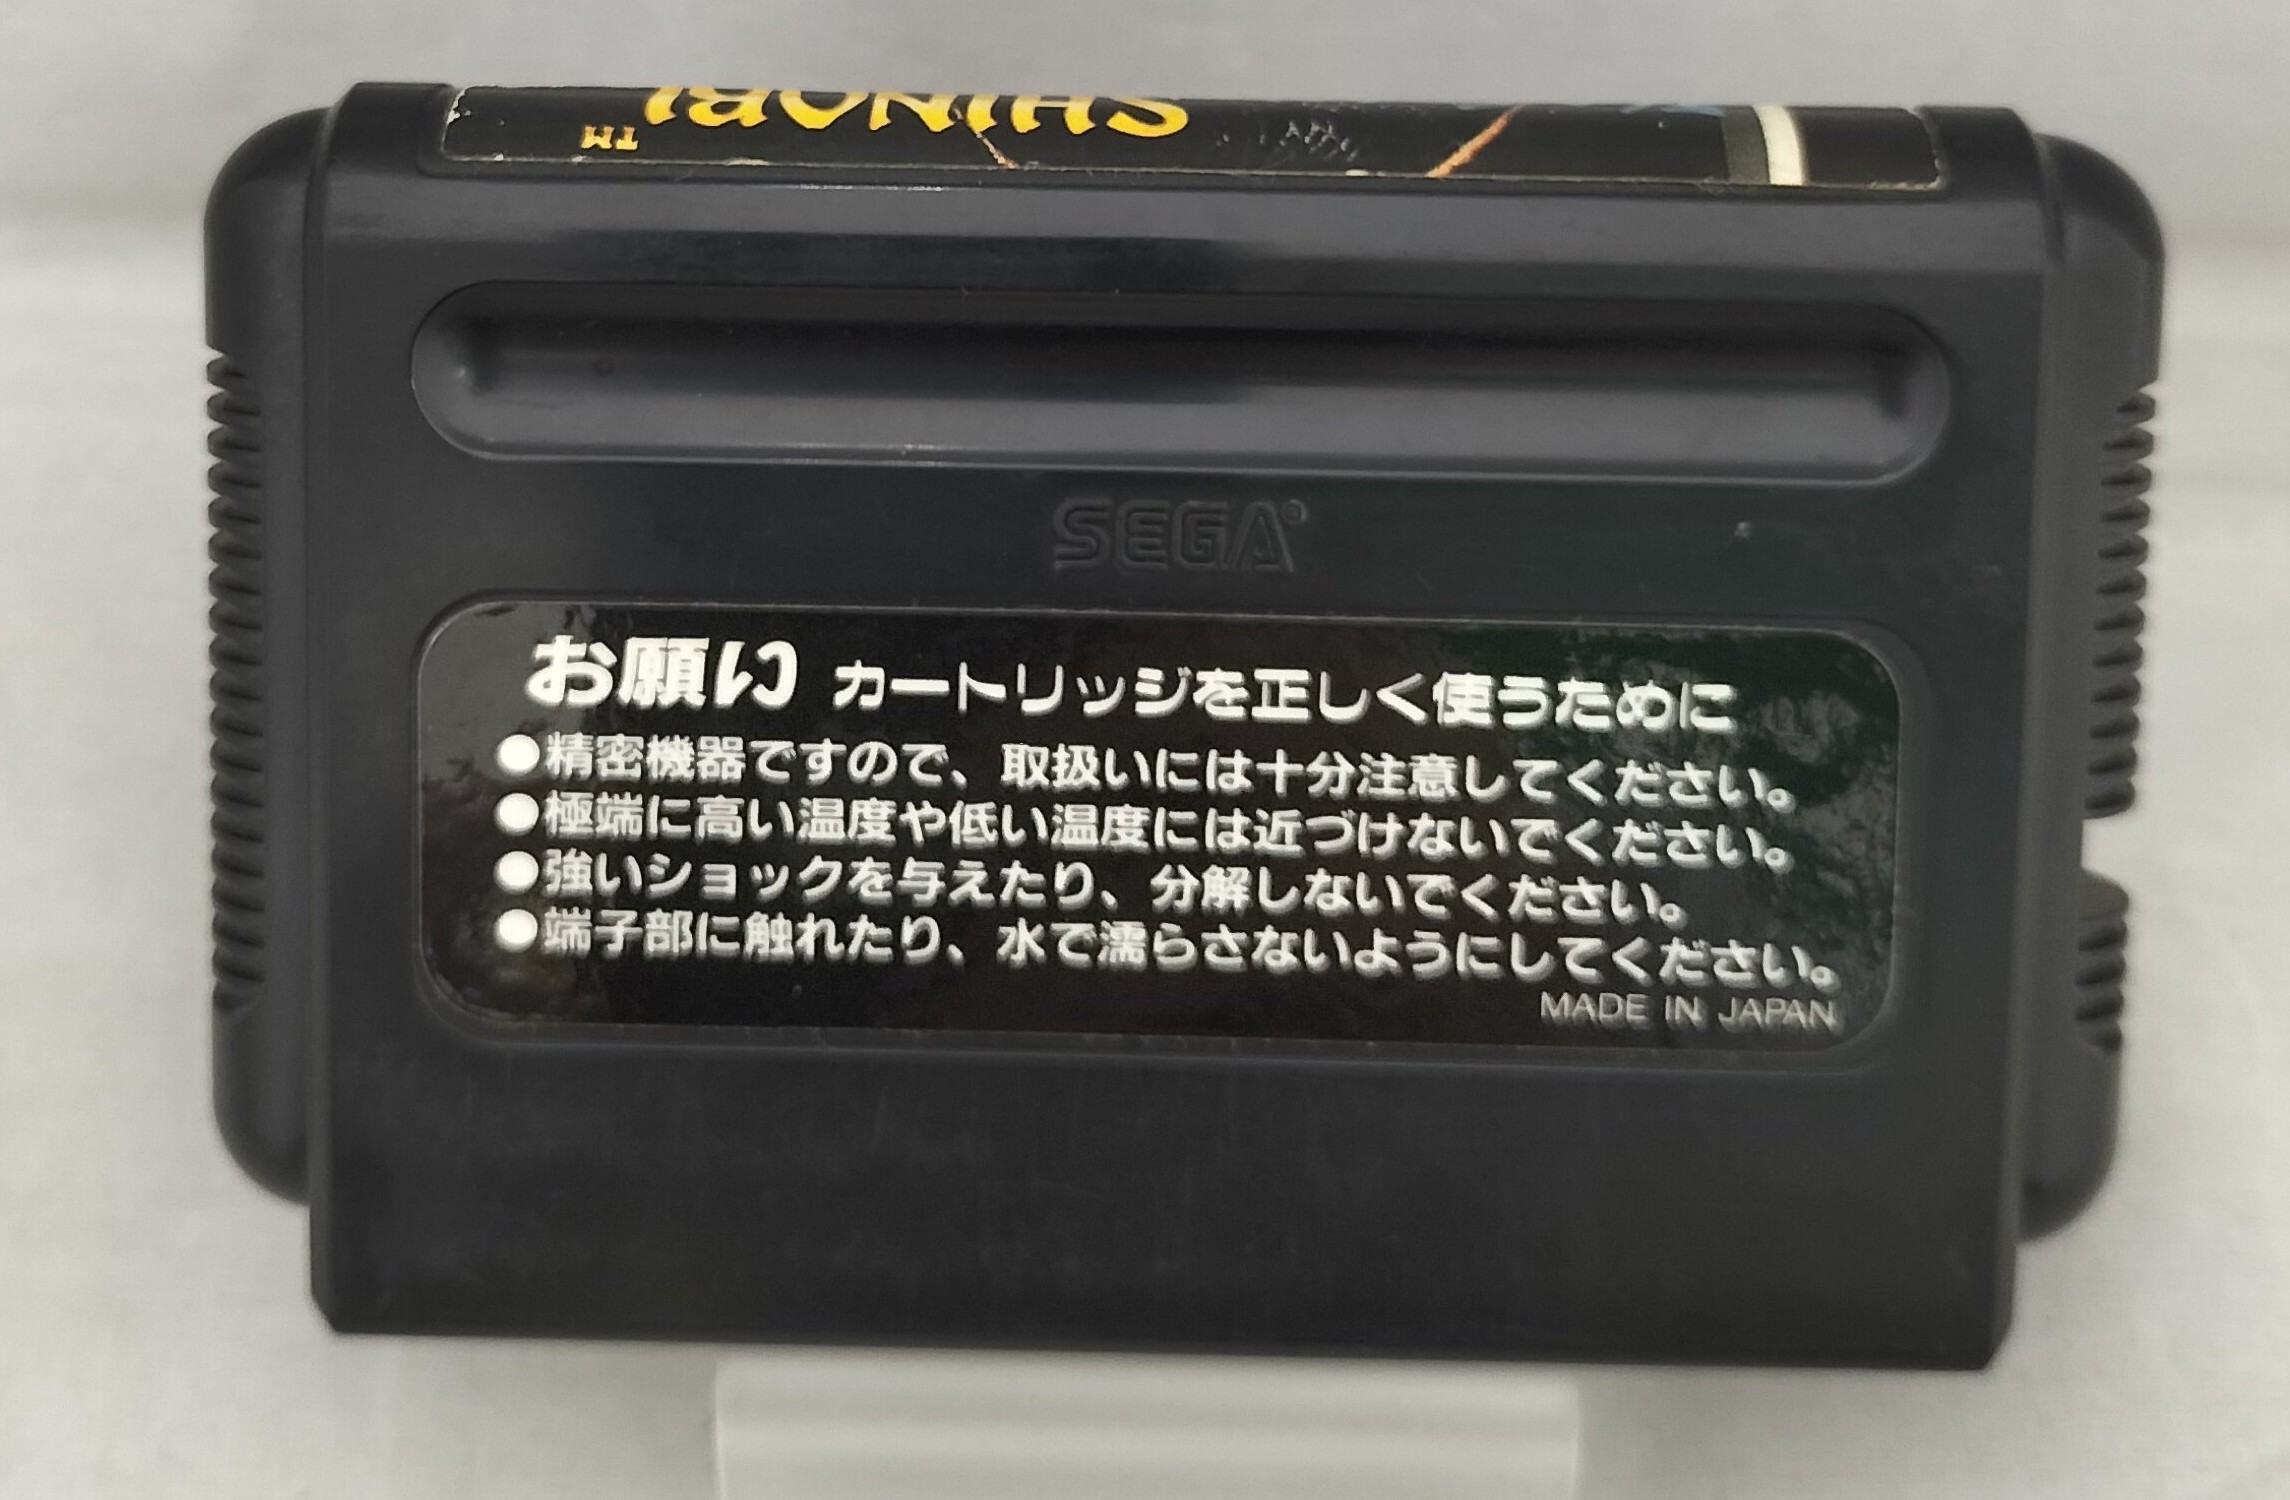 SHINOBI
TM
SEGA®
お願い カートリッジを正しく使うために
●精密機器ですので、取扱いには十分注意してください。
●極端に高い温度や低い温度には近づけないでください。
●強いショックを与えたり、分解しないでください。
●端子部に触れたり、水で濡らさないようにしてください。
MADE IN JAPAN